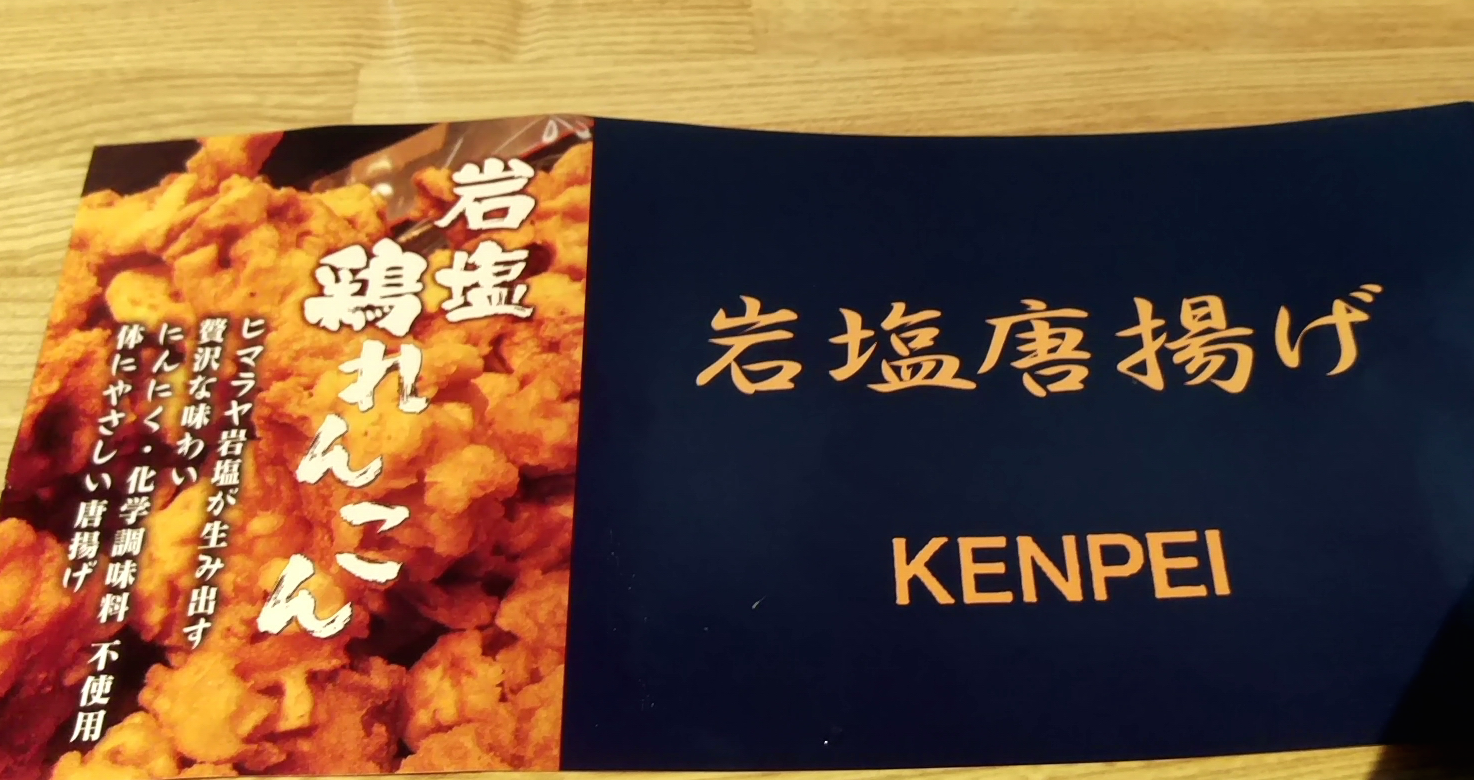 岩塩
鶏れんこん
ヒマラヤ岩塩が生み出す
贅沢な味わい
にんにく・化学調味料 不使用
体にやさしい唐揚げ
岩塩唐揚げ
KENPEI